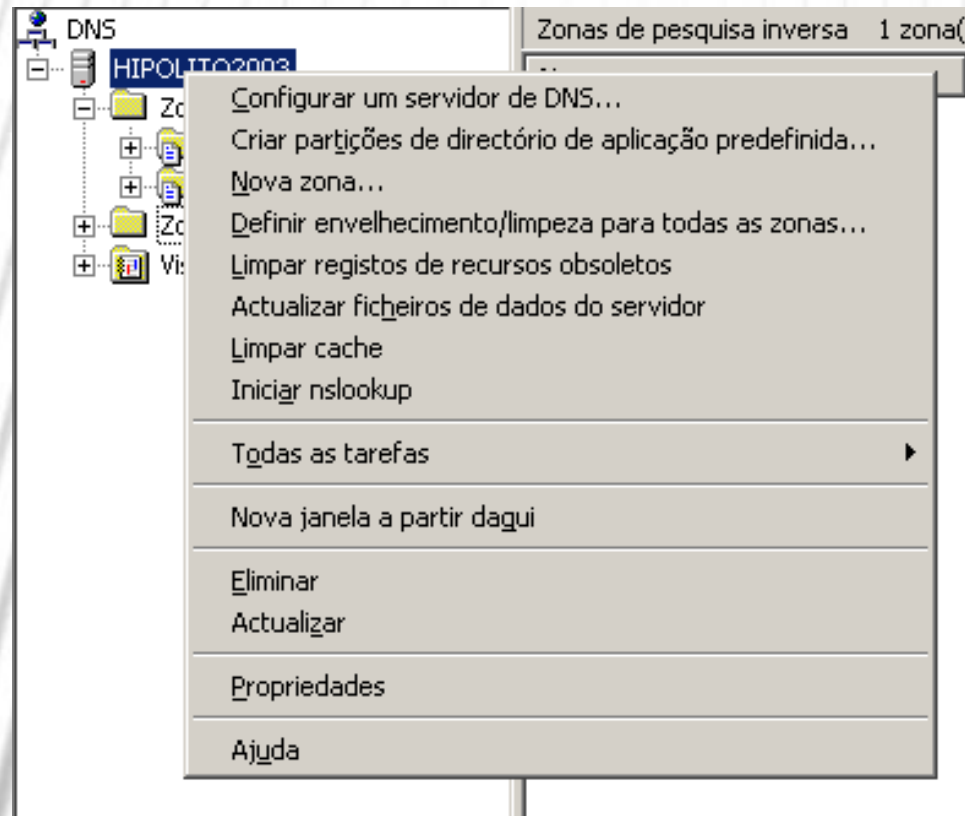 DNS
Zonas de pesquisa inversa 1 zona(
HIPOLITO2003
Configurar um servidor de DNS...
Criar partições de directório de aplicação predefinida...
Nova zona...
Definir envelhecimento/limpeza para todas as zonas...
Limpar registos de recursos obsoletos
Actualizar ficheiros de dados do servidor
Limpar cache
Iniciar nslookup
Todas as tarefas
Nova janela a partir daqui
Eliminar
Actualizar
Propriedades
Ajuda